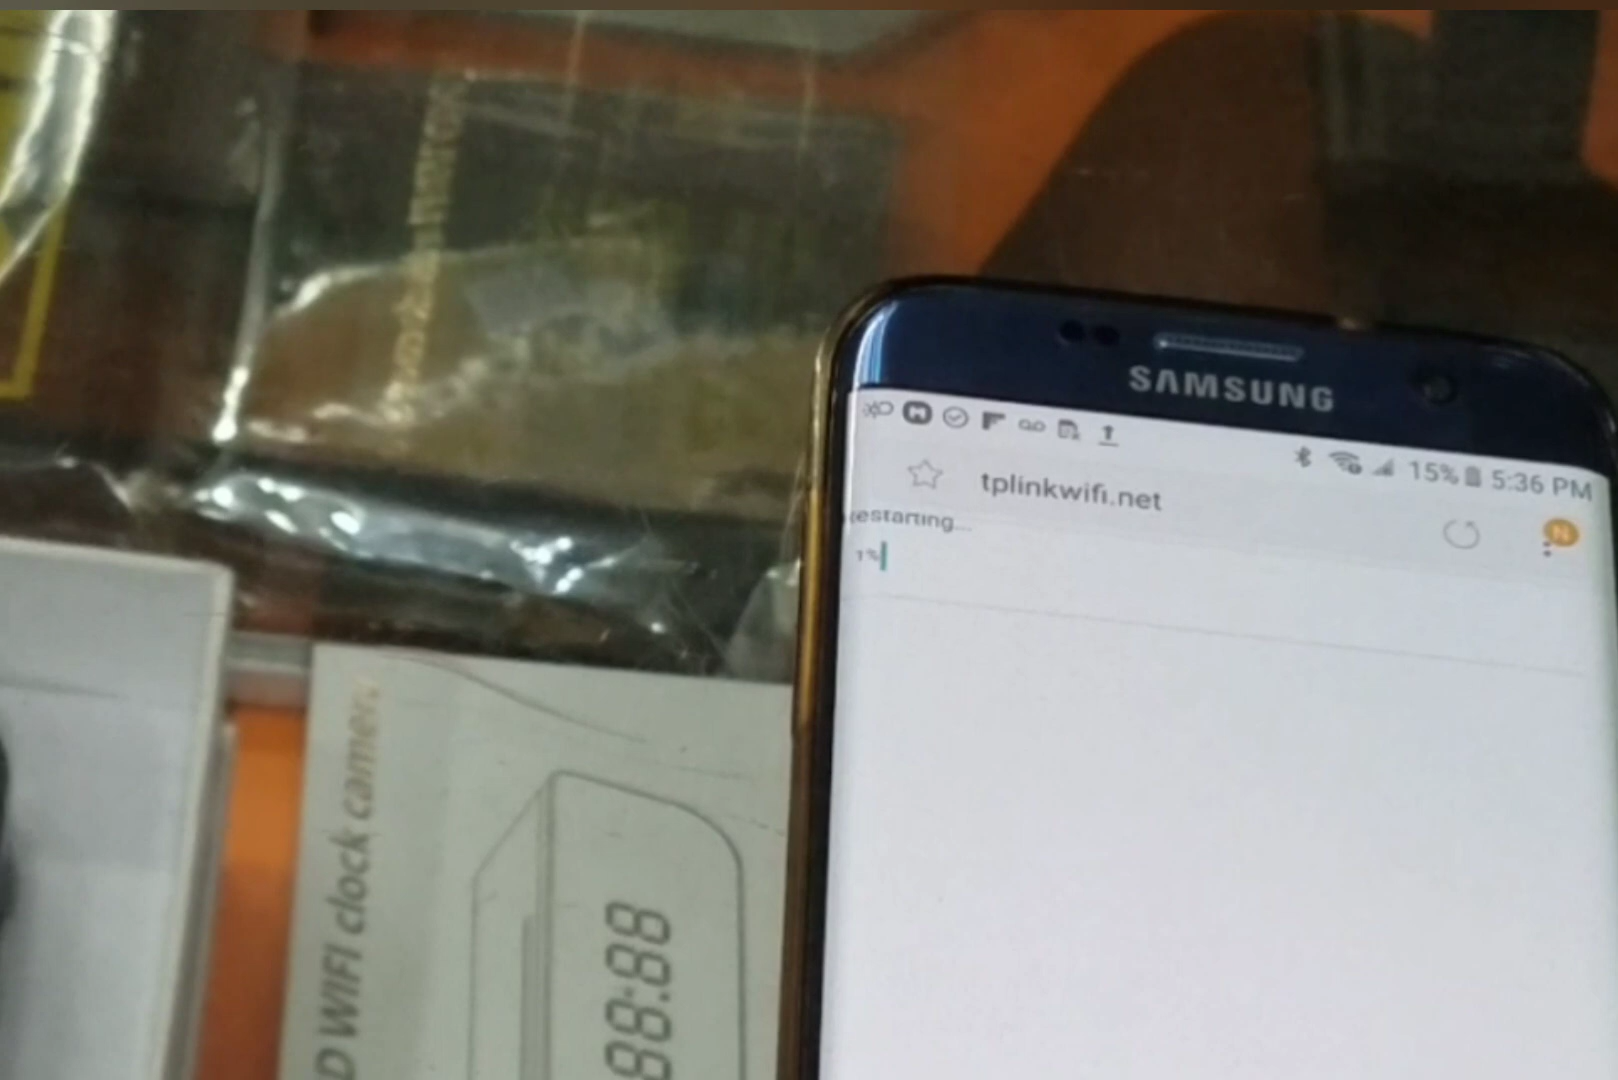 SAMSUNG
15% 5:36 PM
tplinkwifi.net
estarting...
1%
D WIFI clock camera
88:88